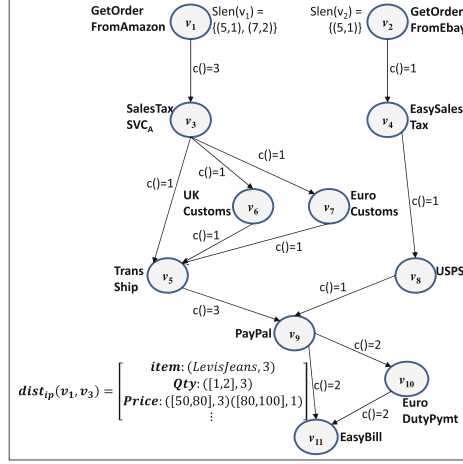 GetOrder
FromAmazon
v1
Slen(v1) =
{(5,1), (7,2)}
Slen(v2) =
{(5,1)}
v2
GetOrder
FromEbay
c()=3
c()=1
SalesTax
SVCA
v3
v4
EasySales
Tax
c()=1
c()=1
c()=1
c()=1
UK
Customs
v6
v7
Euro
Customs
c()=1
c()=1
Trans
Ship
v5
v8
USPS
c()=3
c()=1
PayPal
v9
c()=2
distip(v1, v3) =
item: (LevisJeans, 3)
Qty: ([1,2], 3)
Price: ([50,80], 3)([80,100], 1)
⋮
c()=2
v10
Euro
DutyPymt
c()=2
v11
EasyBill